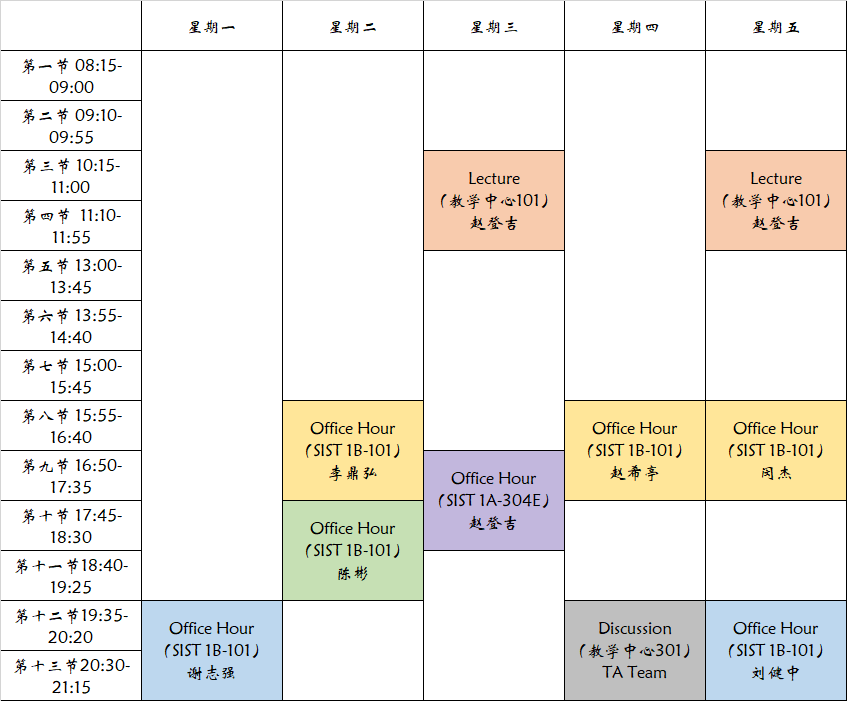 星期一 星期二 星期三 星期四 星期五
第一节 08:15-
09:00
第二节 09:10-
09:55
第三节 10:15-
11:00
第四节 11:10-
11:55
第五节 13:00-
13:45
第六节 13:55-
14:40
第七节 15:00-
15:45
第八节 15:55-
16:40
第九节 16:50-
17:35
第十节 17:45-
18:30
第十一节18:40-
19:25
第十二节19:35-
20:20
第十三节20:30-
21:15
Office Hour
(SIST 1B-101)
谢志强
Office Hour
(SIST 1B-101)
李鼎弘
Office Hour
(SIST 1B-101)
陈彬
Lecture
(教学中心101)
赵登吉
Office Hour
(SIST 1A-304E)
赵登吉
Office Hour
(SIST 1B-101)
赵希亭
Discussion
(教学中心301)
TA Team
Lecture
(教学中心101)
赵登吉
Office Hour
(SIST 1B-101)
闵杰
Office Hour
(SIST 1B-101)
刘健中